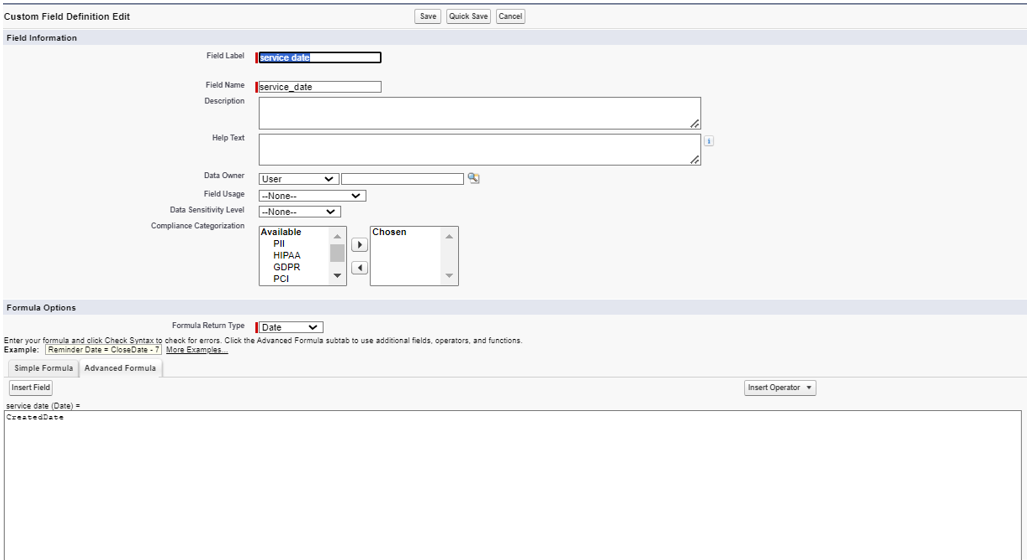 Custom Field Definition Edit
Save Quick Save Cancel
Field Information
Field Label service date
Field Name service_date
Description
Help Text
i
Data Owner User
Field Usage --None--
Data Sensitivity Level --None--
Compliance Categorization
Available Chosen
PII
HIPAA
GDPR
PCI
Formula Options
Formula Return Type Date
Enter your formula and click Check Syntax to check for errors. Click the Advanced Formula subtab to use additional fields, operators, and functions.
Example: Reminder Date = CloseDate - 7 More Examples...
Simple Formula Advanced Formula
Insert Field Insert Operator
service date (Date) =
CreatedDate